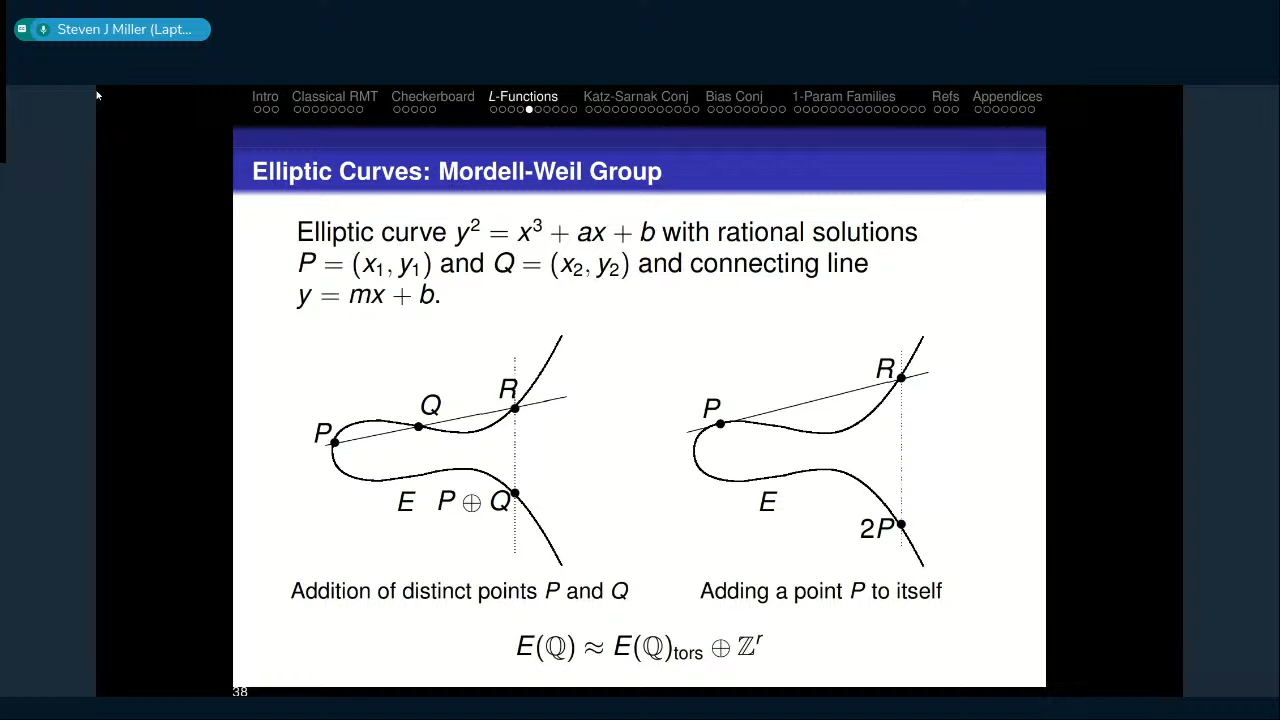 Steven J Miller (Lapt...
Intro Classical RMT Checkerboard L-Functions Katz-Sarnak Conj Bias Conj 1-Param Families Refs Appendices
Elliptic Curves: Mordell-Weil Group
Elliptic curve y² = x³ + ax + b with rational solutions
P = (x₁, y₁) and Q = (x₂, y₂) and connecting line
y = mx + b.
P Q R
E P ⊕ Q
P R
E 2P
Addition of distinct points P and Q
Adding a point P to itself
E(ℚ) ≈ E(ℚ)tors ⊕ ℤʳ
38